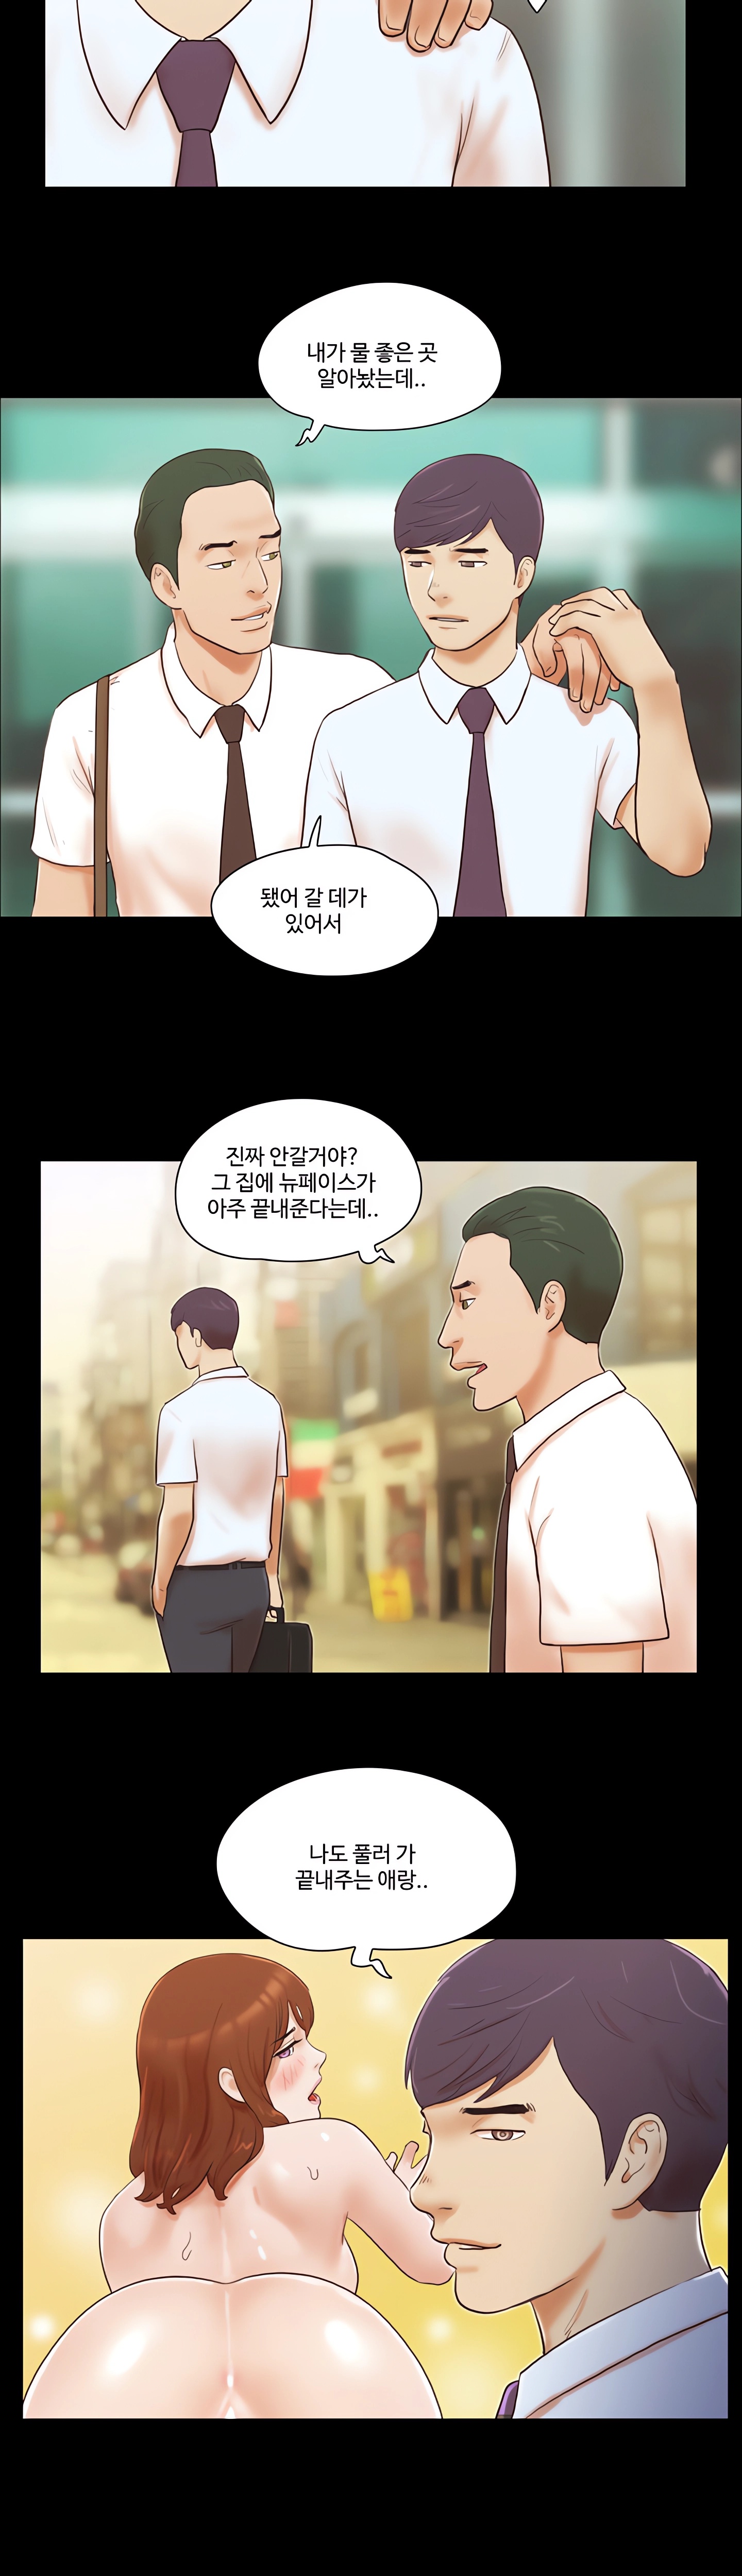 내가 물 좋은 곳
알아놨는데..
됐어 갈 데가
있어서
진짜 안갈거야?
그 집에 뉴페이스가
아주 끝내준다는데..
나도 풀러 가
끝내주는 애랑..